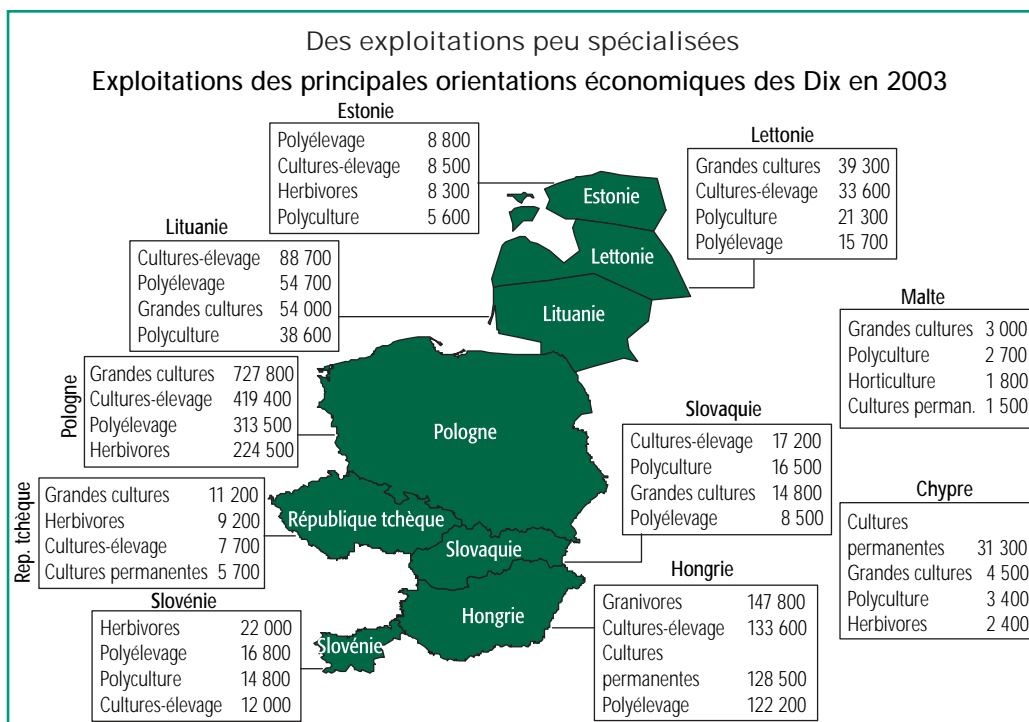 Des exploitations peu spécialisées
Exploitations des principales orientations économiques des Dix en 2003
Estonie
Polyélevage 8 800
Cultures-élevage 8 500
Herbivores 8 300
Polyculture 5 600
Lettonie
Grandes cultures 39 300
Cultures-élevage 33 600
Polyculture 21 300
Polyélevage 15 700
Lituanie
Cultures-élevage 88 700
Polyélevage 54 700
Grandes cultures 54 000
Polyculture 38 600
Malte
Grandes cultures 3 000
Polyculture 2 700
Horticulture 1 800
Cultures perman. 1 500
Pologne
Grandes cultures 727 800
Cultures-élevage 419 400
Polyélevage 313 500
Herbivores 224 500
Slovaquie
Cultures-élevage 17 200
Polyculture 16 500
Grandes cultures 14 800
Polyélevage 8 500
Rep. tchèque
Grandes cultures 11 200
Herbivores 9 200
Cultures-élevage 7 700
Cultures permanentes 5 700
Chypre
Cultures
permanentes 31 300
Grandes cultures 4 500
Polyculture 3 400
Herbivores 2 400
Slovénie
Herbivores 22 000
Polyélevage 16 800
Polyculture 14 800
Cultures-élevage 12 000
Hongrie
Granivores 147 800
Cultures-élevage 133 600
Cultures
permanentes 128 500
Polyélevage 122 200
Estonie
Lettonie
Lituanie
Pologne
République tchèque
Slovaquie
Hongrie
Slovénie